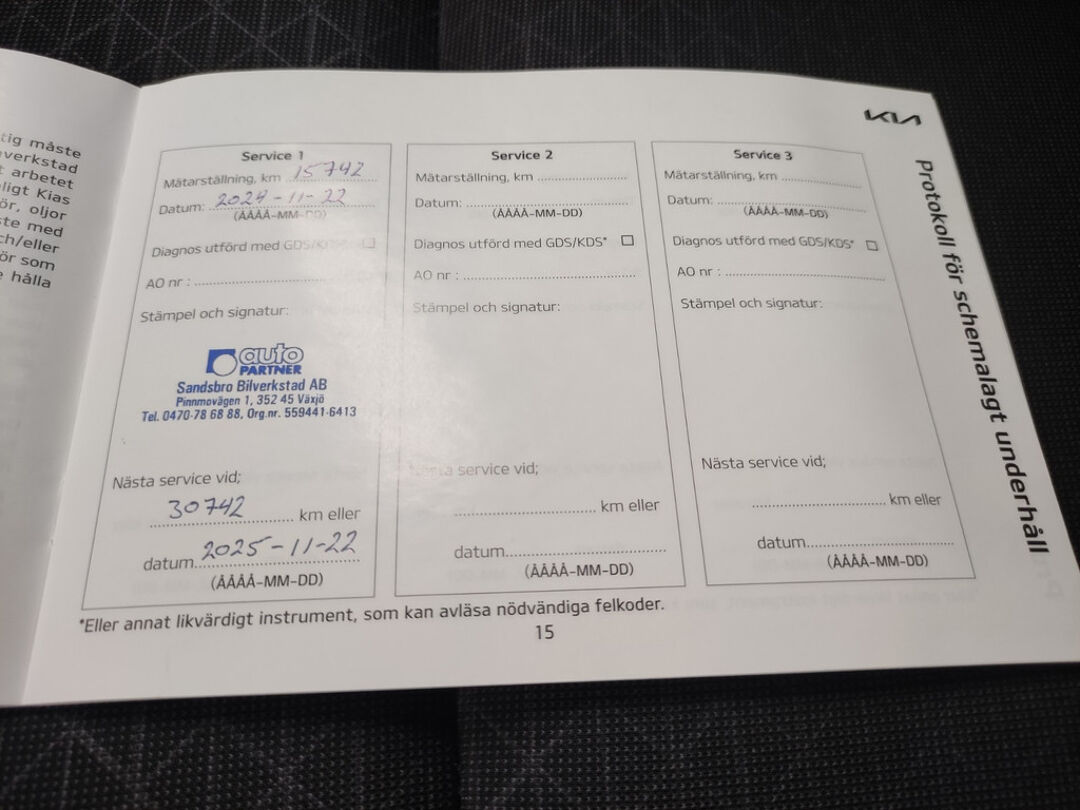 tig måste
verkstad
t arbetet
ligt Kias
ör, oljor
ste med
ch/eller
ör som
e hålla
KIA
Protokoll för schemalagt underhåll
Service 1
Mätarställning, km 15742
Datum: 2024-11-22
(ÅÅÅÅ-MM-DD)
Diagnos utförd med GDS/KDS*
AO nr :
Stämpel och signatur:
auto
PARTNER
Sandsbro Bilverkstad AB
Pinnmovägen 1, 352 45 Växjö
Tel. 0470-78 68 88, Org.nr. 559441-6413
Nästa service vid;
30742 km eller
datum 2025-11-22
(ÅÅÅÅ-MM-DD)
Service 2
Mätarställning, km
Datum:
(ÅÅÅÅ-MM-DD)
Diagnos utförd med GDS/KDS*
AO nr :
Stämpel och signatur:
Nästa service vid;
km eller
datum
(ÅÅÅÅ-MM-DD)
Service 3
Mätarställning, km
Datum:
(ÅÅÅÅ-MM-DD)
Diagnos utförd med GDS/KDS*
AO nr :
Stämpel och signatur:
Nästa service vid;
km eller
datum
(ÅÅÅÅ-MM-DD)
*Eller annat likvärdigt instrument, som kan avläsa nödvändiga felkoder.
15